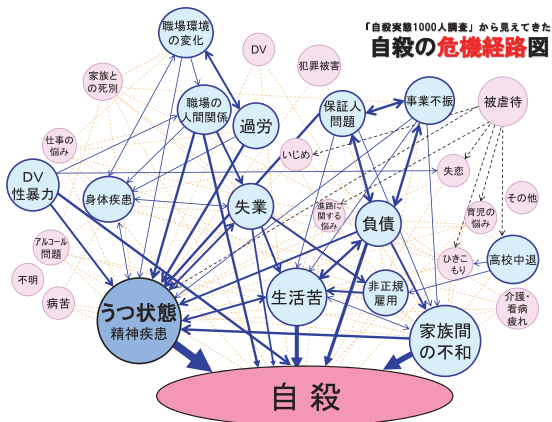 「自殺実態1000人調査」から見えてきた
自殺の危機経路図
職場環境
の変化
DV
犯罪被害
家族と
の死別
職場の
人間関係
過労
保証人
問題
事業不振
被虐待
仕事の
悩み
いじめ
DV
性暴力
身体疾患
失業
進路に
関する
悩み
負債
失恋
その他
育児の
悩み
アルコール
問題
ひきこ
もり
高校中退
不明
病苦
うつ状態
精神疾患
生活苦
非正規
雇用
介護・
看病
疲れ
家族間
の不和
自殺